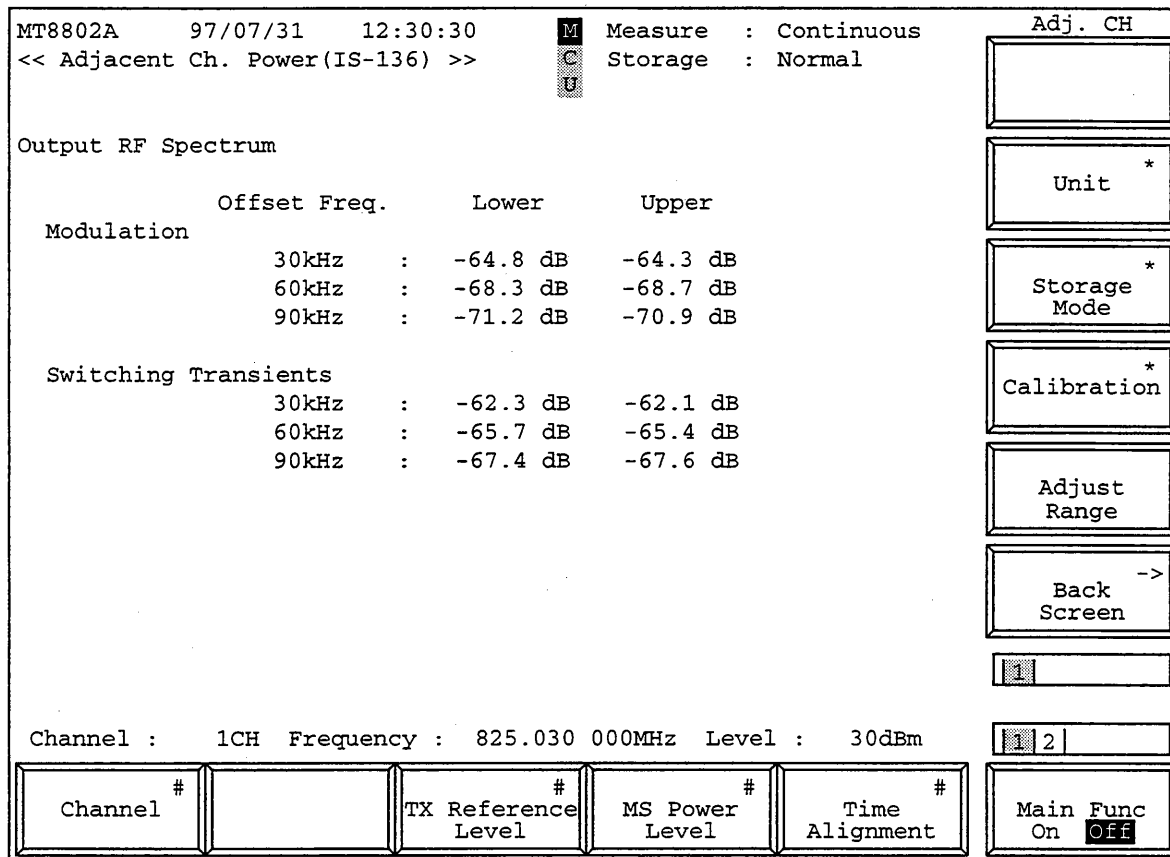 MT8802A 97/07/31 12:30:30 M Measure : Continuous
<< Adjacent Ch. Power(IS-136) >> C Storage : Normal
U
Output RF Spectrum
Offset Freq. Lower Upper
Modulation
30kHz : -64.8 dB -64.3 dB
60kHz : -68.3 dB -68.7 dB
90kHz : -71.2 dB -70.9 dB
Switching Transients
30kHz : -62.3 dB -62.1 dB
60kHz : -65.7 dB -65.4 dB
90kHz : -67.4 dB -67.6 dB
Channel : 1CH Frequency : 825.030 000MHz Level : 30dBm
# # # #
Channel TX Reference MS Power Time
Level Level Alignment
Adj. CH
*
Unit
*
Storage
Mode
*
Calibration
Adjust
Range
->
Back
Screen
1
1 2
Main Func
On Off